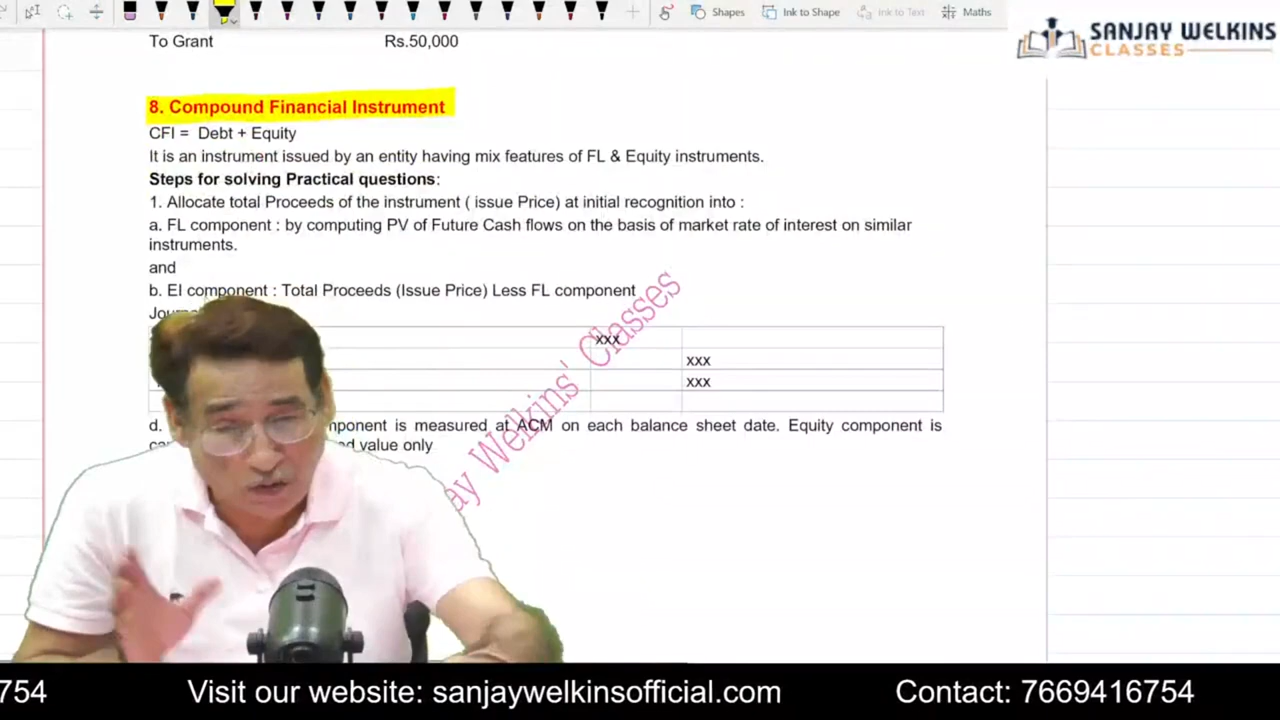 Shapes
Ink to Shape
Ink to Text
Maths
SANJAY WELKINS
CLASSES
To Grant Rs.50,000
8. Compound Financial Instrument
CFI = Debt + Equity
It is an instrument issued by an entity having mix features of FL & Equity instruments.
Steps for solving Practical questions:
1. Allocate total Proceeds of the instrument ( issue Price) at initial recognition into :
a. FL component : by computing PV of Future Cash flows on the basis of market rate of interest on similar
instruments.
and
b. EI component : Total Proceeds (Issue Price) Less FL component
xxx
xxx
xxx
d. is measured at ACM on each balance sheet date. Equity component is
value only
Welkins' Classes
754 Visit our website: sanjaywelkinsofficial.com Contact: 7669416754